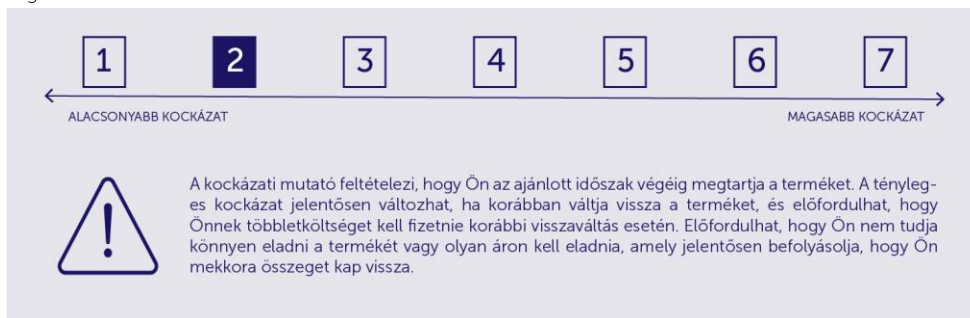 1 2 3 4 5 6 7
ALACSONYABB KOCKÁZAT MAGASABB KOCKÁZAT
A kockázati mutató feltételezi, hogy Ön az ajánlott időszak végéig megtartja a terméket. A tényleg-
es kockázat jelentősen változhat, ha korábban váltja vissza a terméket, és előfordulhat, hogy
Önnek többletköltséget kell fizetnie korábbi visszaváltás esetén. Előfordulhat, hogy Ön nem tudja
könnyen eladni a termékét vagy olyan áron kell eladnia, amely jelentősen befolyásolja, hogy Ön
mekkora összeget kap vissza.